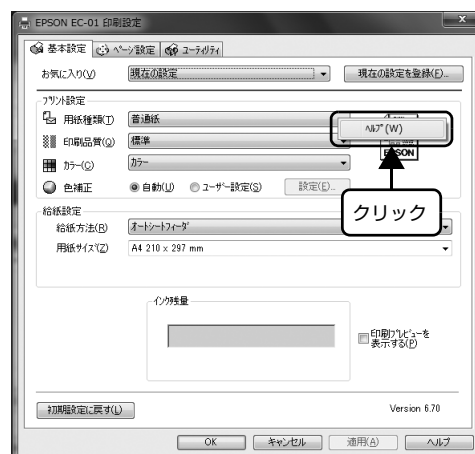 EPSON EC-01 印刷設定
基本設定 ページ設定 ユーティリティ
お気に入り(V) 現在の設定 現在の設定を登録(F)...
プリント設定
用紙種類(T) 普通紙
ヘルプ(W)
印刷品質(Q) 標準
EPSON
カラー(C) カラー
色補正 自動(U) ユーザー設定(S) 設定(E)...
クリック
給紙設定
給紙方法(R) オートシートフィーダ
用紙サイズ(Z) A4 210 x 297 mm
インク残量
印刷プレビューを
表示する(P)
初期設定に戻す(L) Version 6.70
OK キャンセル 適用(A) ヘルプ